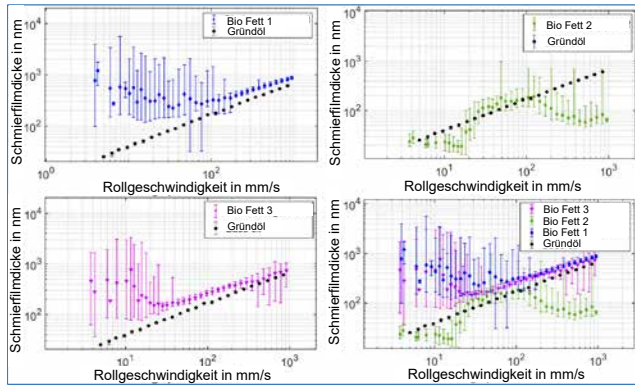 Schmierfilmdicke in nm
10⁴
10³
10²
Bio Fett 1
Gründöl
10⁰
10²
Rollgeschwindigkeit in mm/s
Schmierfilmdicke in nm
10⁴
10³
10²
Bio Fett 2
Gründöl
10¹
10²
10³
Rollgeschwindigkeit in mm/s
Schmierfilmdicke in nm
10⁴
10³
10²
Bio Fett 3
Gründöl
10¹
10²
10³
Rollgeschwindigkeit in mm/s
Schmierfilmdicke in nm
10⁴
10³
10²
Bio Fett 3
Bio Fett 2
Bio Fett 1
Gründöl
10¹
10²
10³
Rollgeschwindigkeit in mm/s